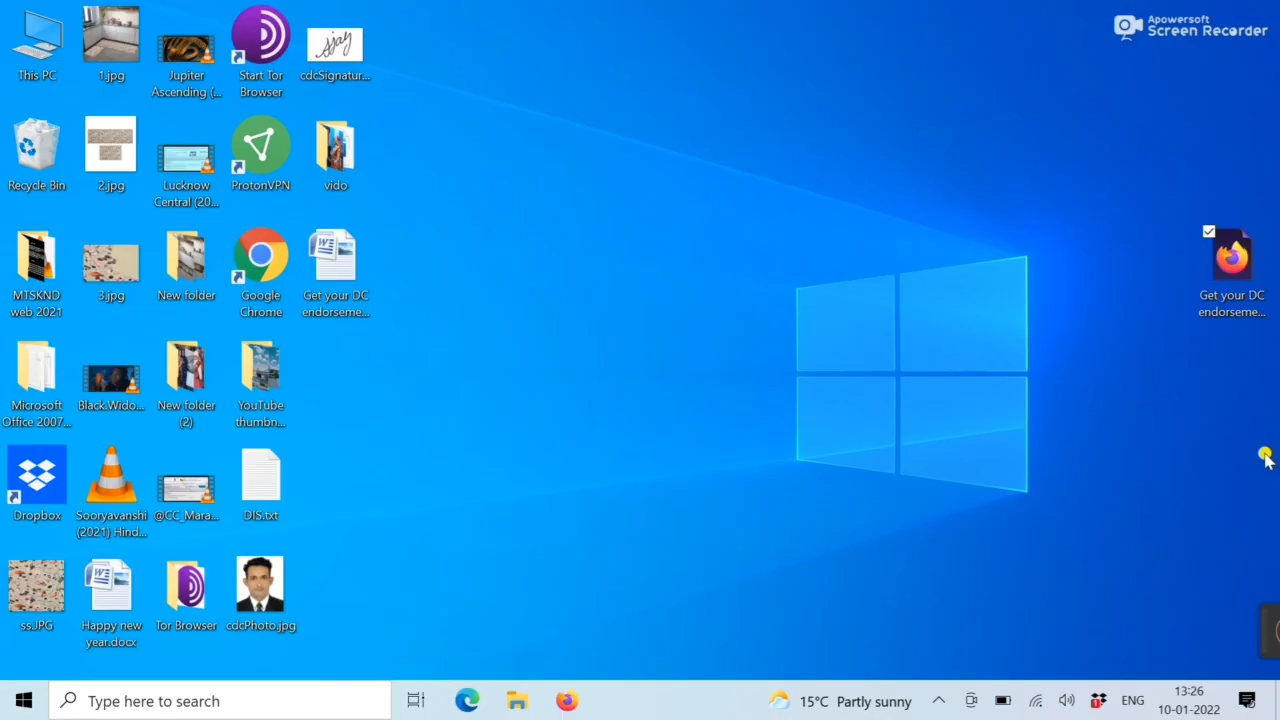 Apowersoft
Screen Recorder
This PC
1.jpg
Jupiter
Ascending (...
Start Tor
Browser
cdcSignatur...
Recycle Bin
2.jpg
Lucknow
Central (20...
ProtonVPN
vido
MTSKND
web 2021
3.jpg
New folder
Google
Chrome
Get your DC
endorseme...
Get your DC
endorseme...
Microsoft
Office 2007...
Black.Wido...
New folder
(2)
YouTube
thumbn...
Dropbox
Sooryavanshi
(2021) Hind...
@CC_Mara...
DIS.txt
ssJPG
Happy new
year.docx
Tor Browser
cdcPhoto.jpg
Type here to search
15°C Partly sunny
ENG
13:26
10-01-2022